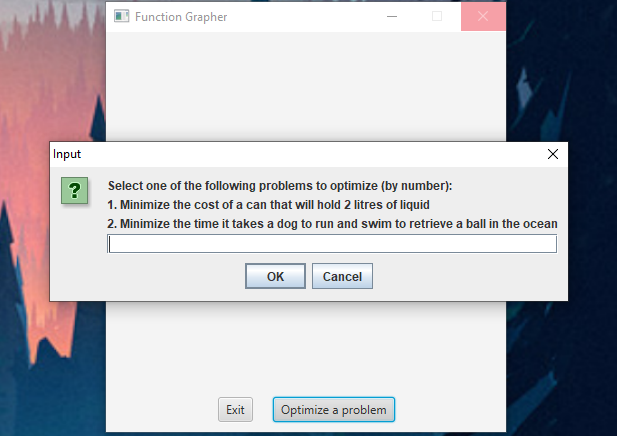 Function Grapher
Input
?
Select one of the following problems to optimize (by number):
1. Minimize the cost of a can that will hold 2 litres of liquid
2. Minimize the time it takes a dog to run and swim to retrieve a ball in the ocean
OK Cancel
Exit Optimize a problem